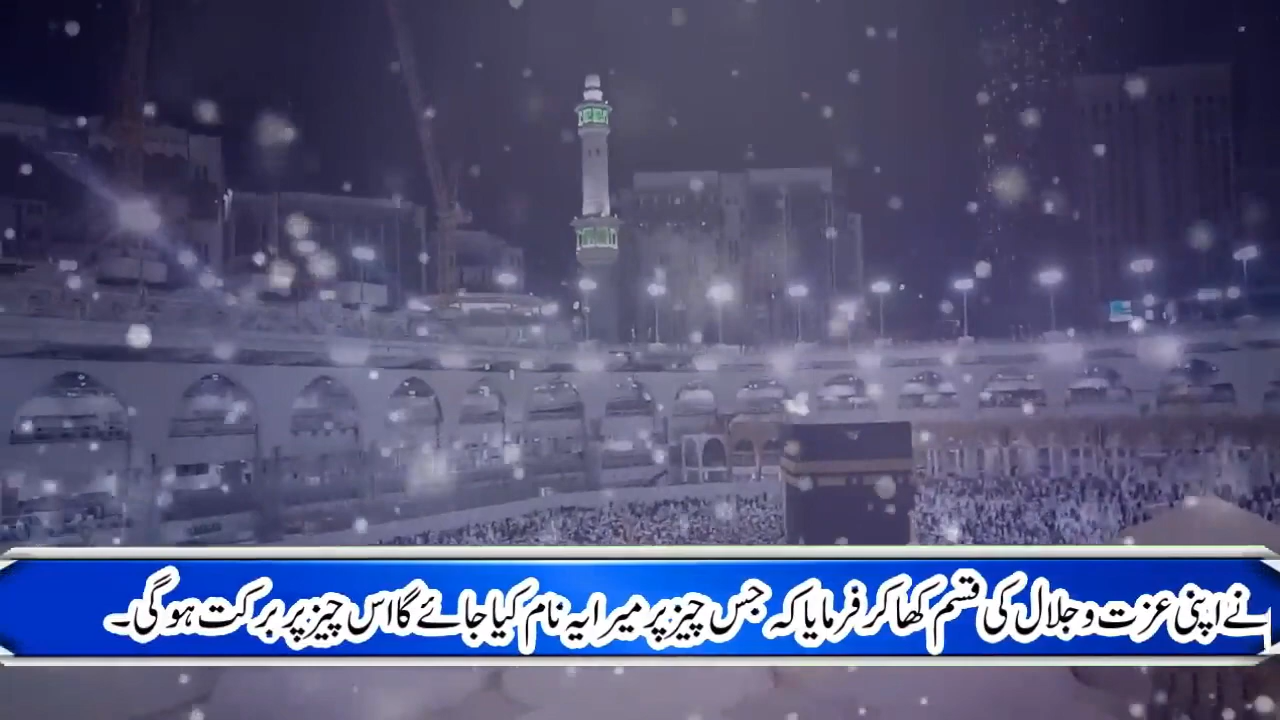 نے اپنی عزت و جلال کی قسم کھا کر فرمایا کہ جس چیز پر میرا یہ نام کیا جائے گا اس چیز پر برکت ہو گی۔